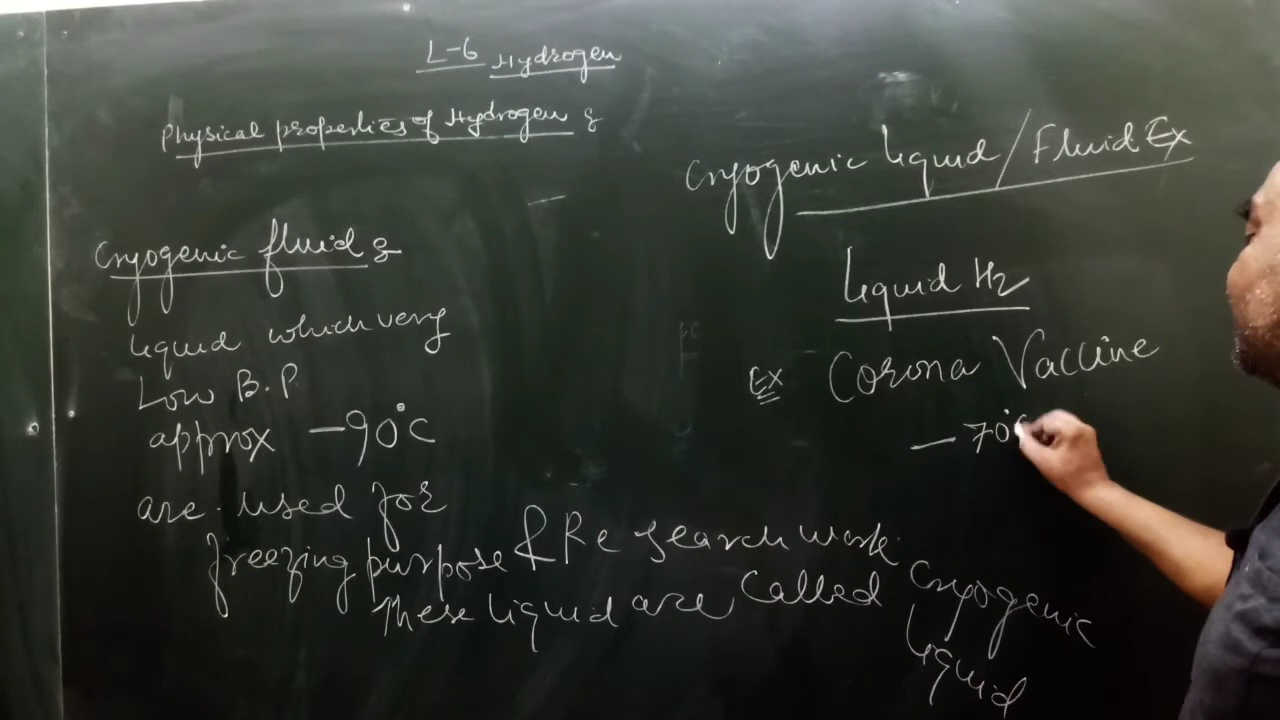 L-6 Hydrogen
Physical properties of Hydrogen :
Cryogenic fluid :
liquid which very
Low B.P.
approx -90°C
are used for
freezing purpose & Research work
These liquid are called Cryogenic
liquid
Cryogenic liquid/Fluid Ex
Liquid H2
Ex Corona Vaccine
-70°C